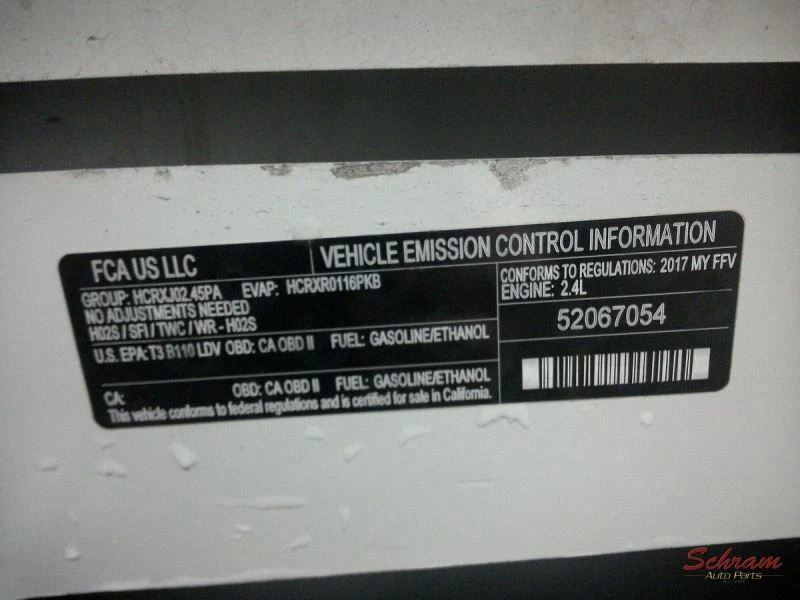 FCA US LLC
VEHICLE EMISSION CONTROL INFORMATION
GROUP: HCRXJ02.45PA EVAP: HCRXR0116PKB
NO ADJUSTMENTS NEEDED
H02S / SFI / TWC / WR - H02S
U.S. EPA: T3 B110 LDV OBD: CA OBD II FUEL: GASOLINE/ETHANOL
CA: OBD: CA OBD II FUEL: GASOLINE/ETHANOL
This vehicle conforms to federal regulations and is certified for sale in California.
CONFORMS TO REGULATIONS: 2017 MY FFV
ENGINE: 2.4L
52067054
Schram
Auto Parts